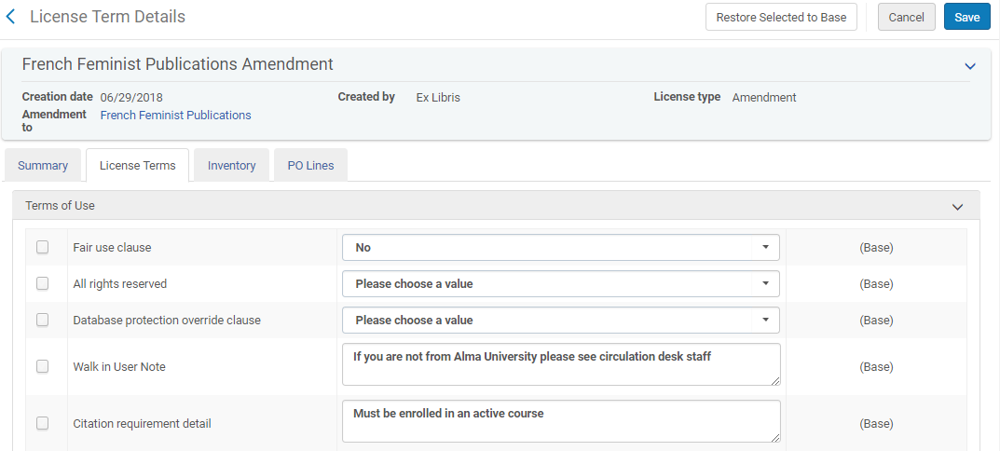 License Term Details
Restore Selected to Base
Cancel
Save
French Feminist Publications Amendment
Creation date 06/29/2018 Created by Ex Libris License type Amendment
Amendment to French Feminist Publications
Summary License Terms Inventory PO Lines
Terms of Use
Fair use clause No (Base)
All rights reserved Please choose a value (Base)
Database protection override clause Please choose a value (Base)
Walk in User Note If you are not from Alma University please see circulation desk staff (Base)
Citation requirement detail Must be enrolled in an active course (Base)